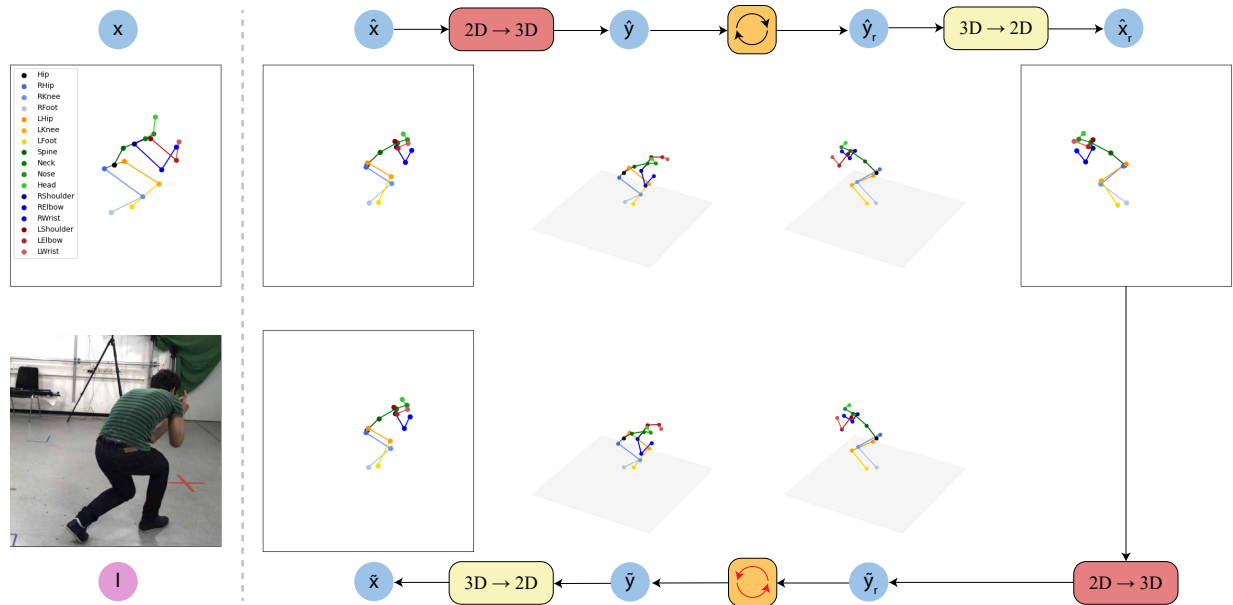 x
x̂
2D → 3D
ŷ
ŷᵣ
3D → 2D
x̂ᵣ
Hip
RHip
RKnee
RFoot
LHip
LKnee
LFoot
Spine
Neck
Nose
Head
RShoulder
RElbow
RWrist
LShoulder
LElbow
LWrist
I
x̃
3D → 2D
ỹ
ỹᵣ
2D → 3D